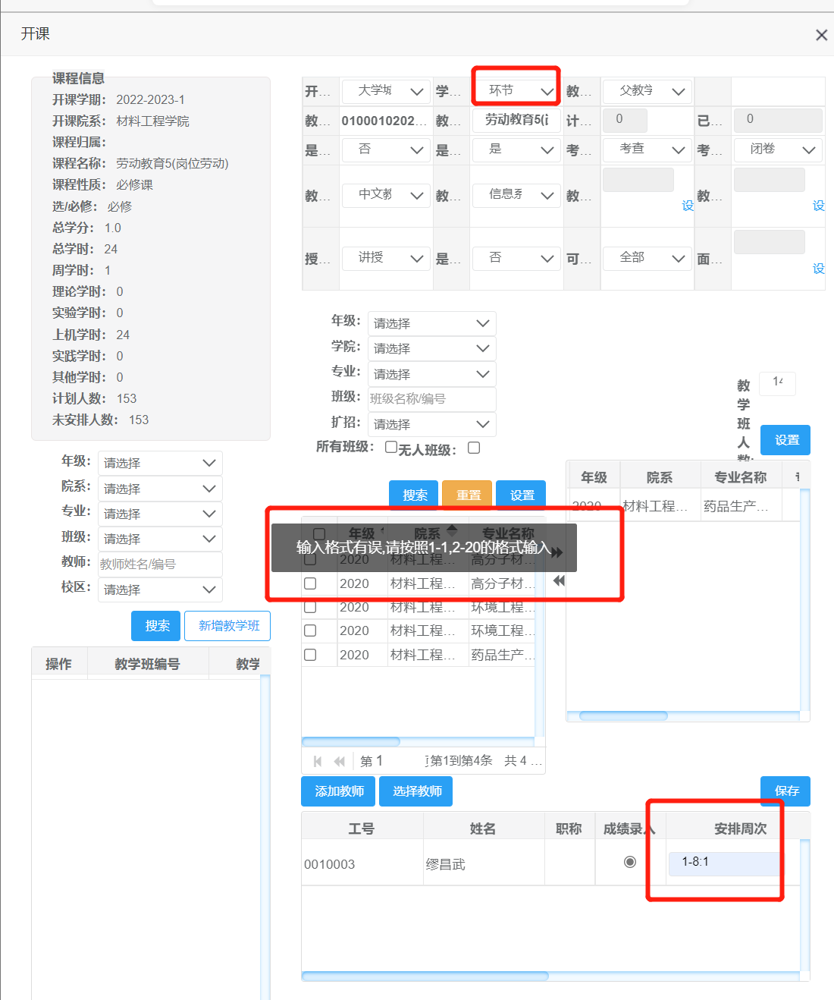 开课
课程信息
开课学期： 2022-2023-1
开课院系： 材料工程学院
课程归属：
课程名称： 劳动教育5(岗位劳动)
课程性质： 必修课
选/必修： 必修
总学分： 1.0
总学时： 24
周学时： 1
理论学时： 0
实验学时： 0
上机学时： 24
实践学时： 0
其他学时： 0
计划人数： 153
未安排人数： 153
年级： 请选择
院系： 请选择
专业： 请选择
班级： 请选择
教师： 教师姓名/编号
校区： 请选择
搜索 新增教学班
操作 教学班编号 教学
开... 大学城 学... 环节 教... 父教学
教... 0100010202... 教... 劳动教育5(岗 计... 0 已... 0
是... 否 是... 是 考... 考查 考... 闭卷
教... 中文教 教... 信息系 教... 设 教... 设
授... 讲授 是... 否 可... 全部 面... 设
年级： 请选择
学院： 请选择
专业： 请选择
班级： 班级名称/编号
扩招： 请选择
所有班级： 无人班级：
搜索 重置 设置
教学班人数: 14
设置
年级 院系 专业名称
2020 材料工程... 高分子材...
输入格式有误,请按照1-1,2-20的格式输入
2020 材料工程... 高分子材...
2020 材料工程... 环境工程...
2020 材料工程... 环境工程...
2020 材料工程... 药品生产...
第 1 页 第1到第4条 共 4 ...
年级 院系 专业名称 专
2020 材料工程... 药品生产...
添加教师 选择教师 保存
工号 姓名 职称 成绩录入 安排周次
0010003 缪昌武 1-8:1